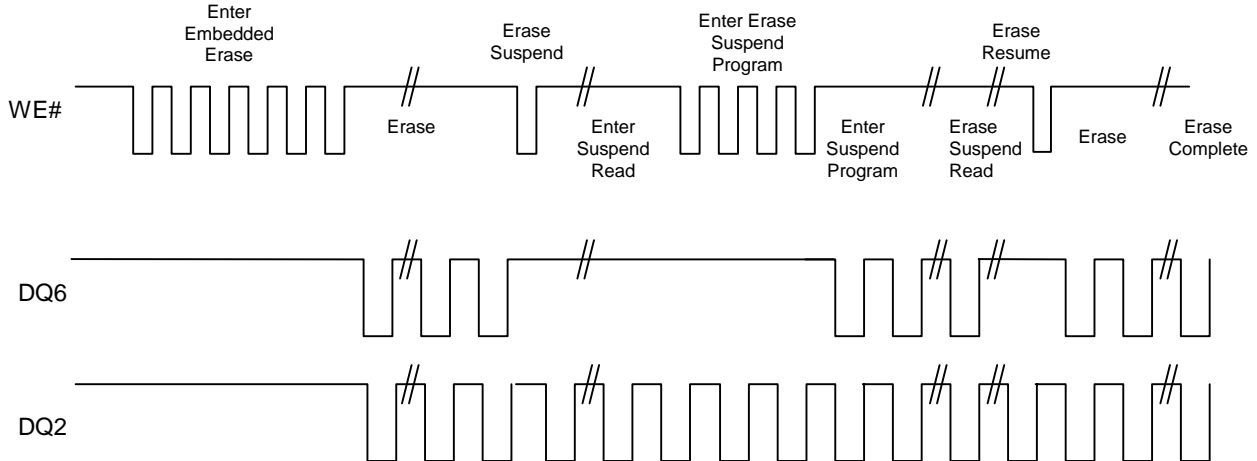 Enter
Embedded
Erase
Erase
Suspend
Enter Erase
Suspend
Program
Erase
Resume
WE#
Erase
Enter
Suspend
Read
Enter
Suspend
Program
Erase
Suspend
Read
Erase
Erase
Complete
DQ6
DQ2